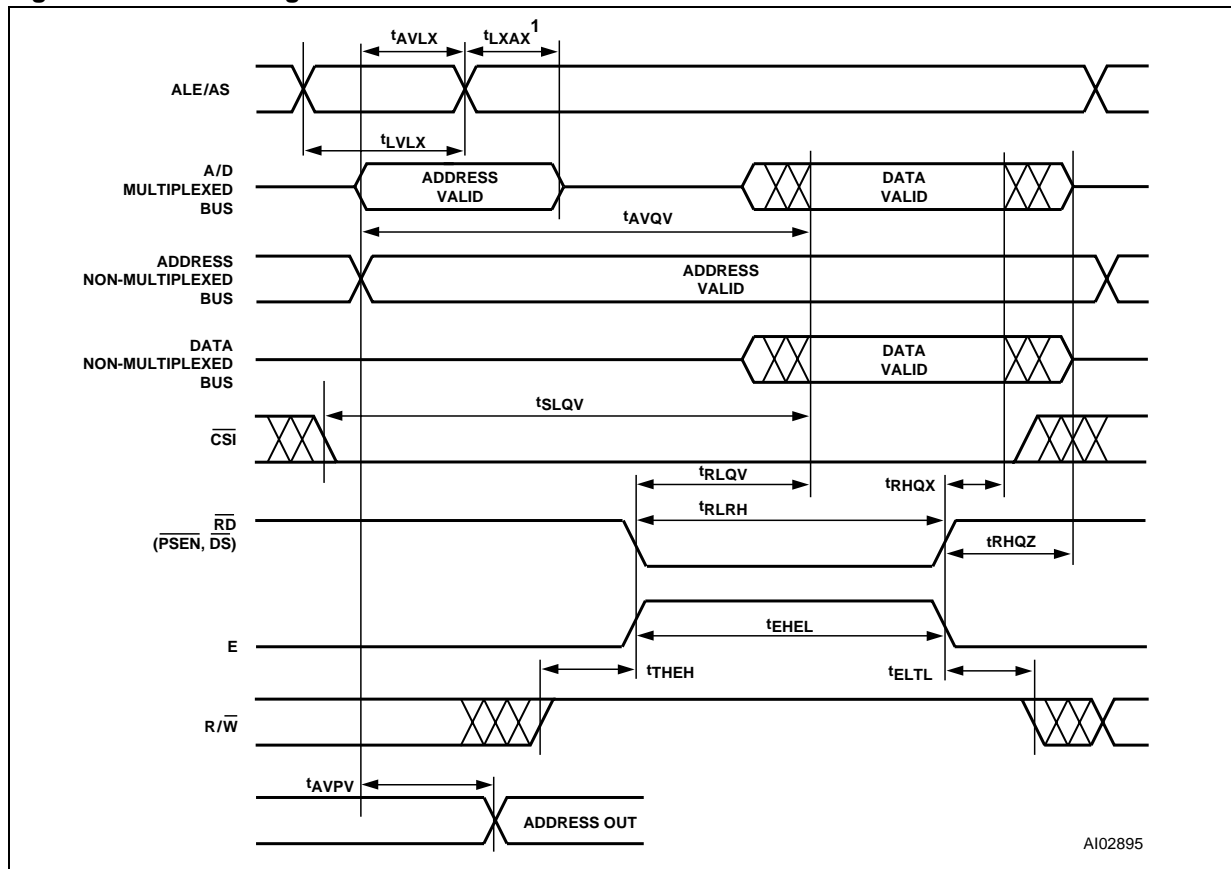 tAVLX
tLXAX 1
ALE/AS
tLVLX
A/D
MULTIPLEXED
BUS
ADDRESS
VALID
DATA
VALID
tAVQV
ADDRESS
NON-MULTIPLEXED
BUS
ADDRESS
VALID
DATA
NON-MULTIPLEXED
BUS
DATA
VALID
tSLQV
CSI
tRLQV
tRHQX
tRLRH
RD
(PSEN, DS)
tRHQZ
tEHEL
E
tTHEH
tELTL
R/W
tAVPV
ADDRESS OUT
AI02895